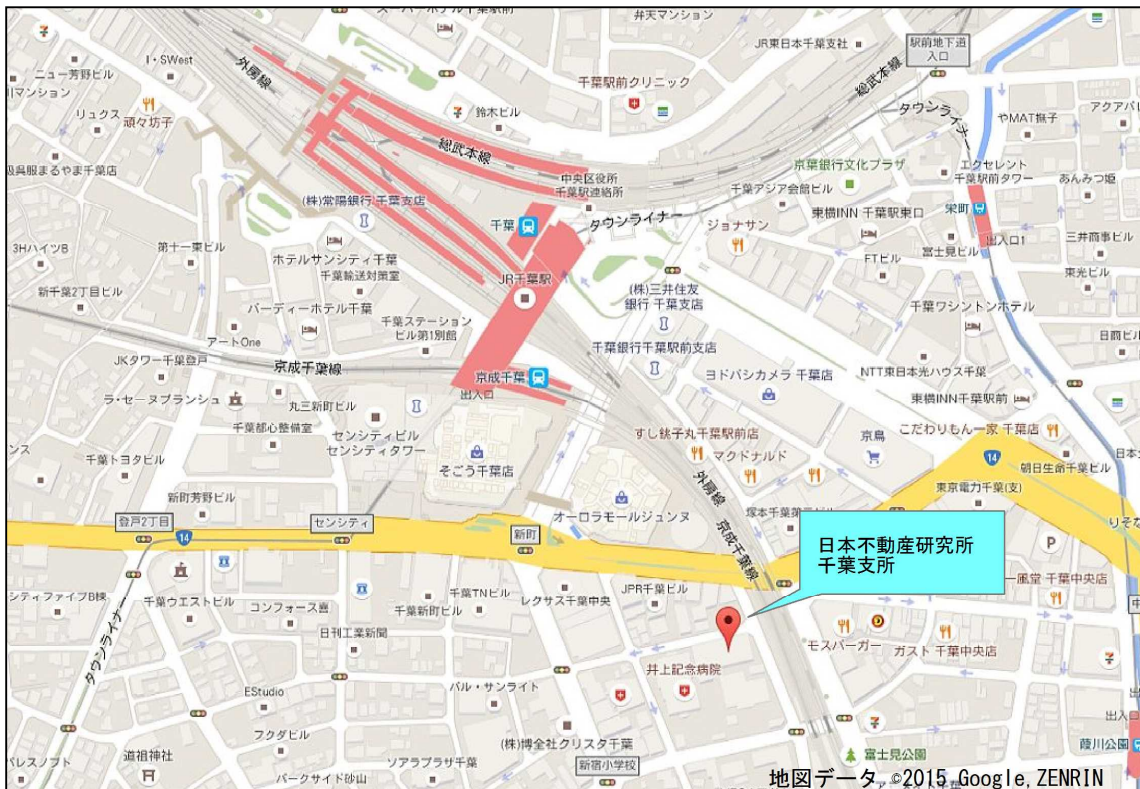 弁天マンション
JR東日本千葉支社
駅前地下道
入口
I・SWest
ニュー芳野ビル
川マンション
外房線
千葉駅前クリニック
総武本線
リュックス
頑々坊子
鈴木ビル
タウンライナー
やMAT撫子
総武本線
京葉銀行文化プラザ
エクセレント
千葉駅前タワー
中央区役所
千葉駅連絡所
千葉アジア会館ビル
あんみつ姫
(株)常陽銀行 千葉支店
千葉
タウンライナー
ジョナサン
東横INN 千葉駅東口
栄町
3HハイツB
第十一東ビル
富士見ビル
出入口1
三井商事ビル
ホテルサンシティ千葉
千葉輸送対策室
JR千葉駅
FTビル
東光ビル
新千葉2丁目ビル
バーディーホテル千葉
(株)三井住友
銀行 千葉支店
千葉ワシントンホテル
千葉ステーション
ビル第1別館
アートOne
千葉銀行千葉駅前支店
日商ビル
JKタワー千葉登戸
京成千葉線
京成千葉
出入口
ヨドバシカメラ 千葉店
NTT東日本光ハウス千葉
ラ・セーヌブランシュ
丸三新町ビル
東横INN千葉駅前
千葉都心整備室
センシティビル
センシティタワー
すし銚子丸千葉駅前店
京鳥
こだわりもん一家 千葉店
千葉トヨタビル
そごう千葉店
マクドナルド
14
朝日生命千葉ビル
新町芳野ビル
外房線
東京電力千葉(支)
登戸2丁目
14
センシティ
新町
オーロラモールジュンヌ
京成千葉線
日本不動産研究所
千葉支所
シティファイブB棟
千葉ウエストビル
コンフォース轟
千葉新町ビル
千葉TNビル
レクサス千葉中央
JPR千葉ビル
一風堂 千葉中央店
タウンライナー
日刊工業新聞
モスバーガー
ガスト 千葉中央店
井上記念病院
EStudio
パル・サンライト
フクダビル
(株)博全社クリスタ千葉
出入口
葭川公園
道祖神社
ソアラプラザ千葉
富士見公園
パークサイド砂山
新宿小学校
地図データ ©2015 Google, ZENRIN